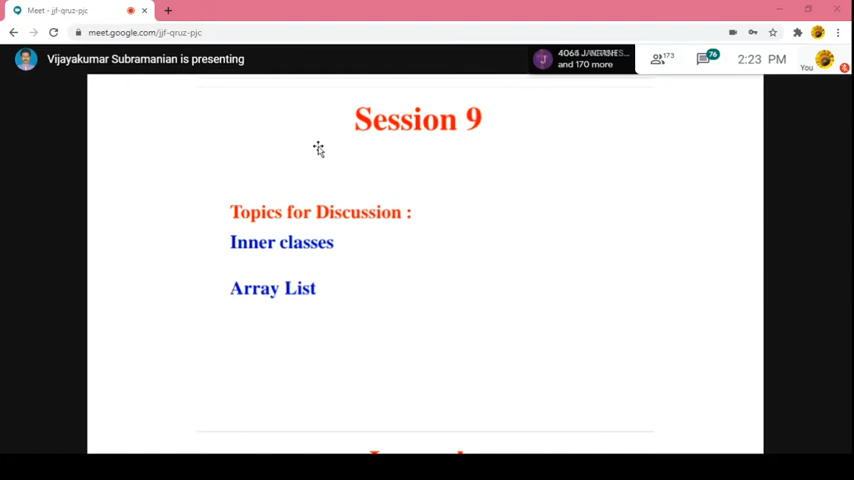 Meet - jjf-qruz-pjc
meet.google.com/jjf-qruz-pjc
Vijayakumar Subramanian is presenting
J
4064 J
and 170 more
173
76
2:23 PM
You
Session 9
Topics for Discussion :
Inner classes
Array List